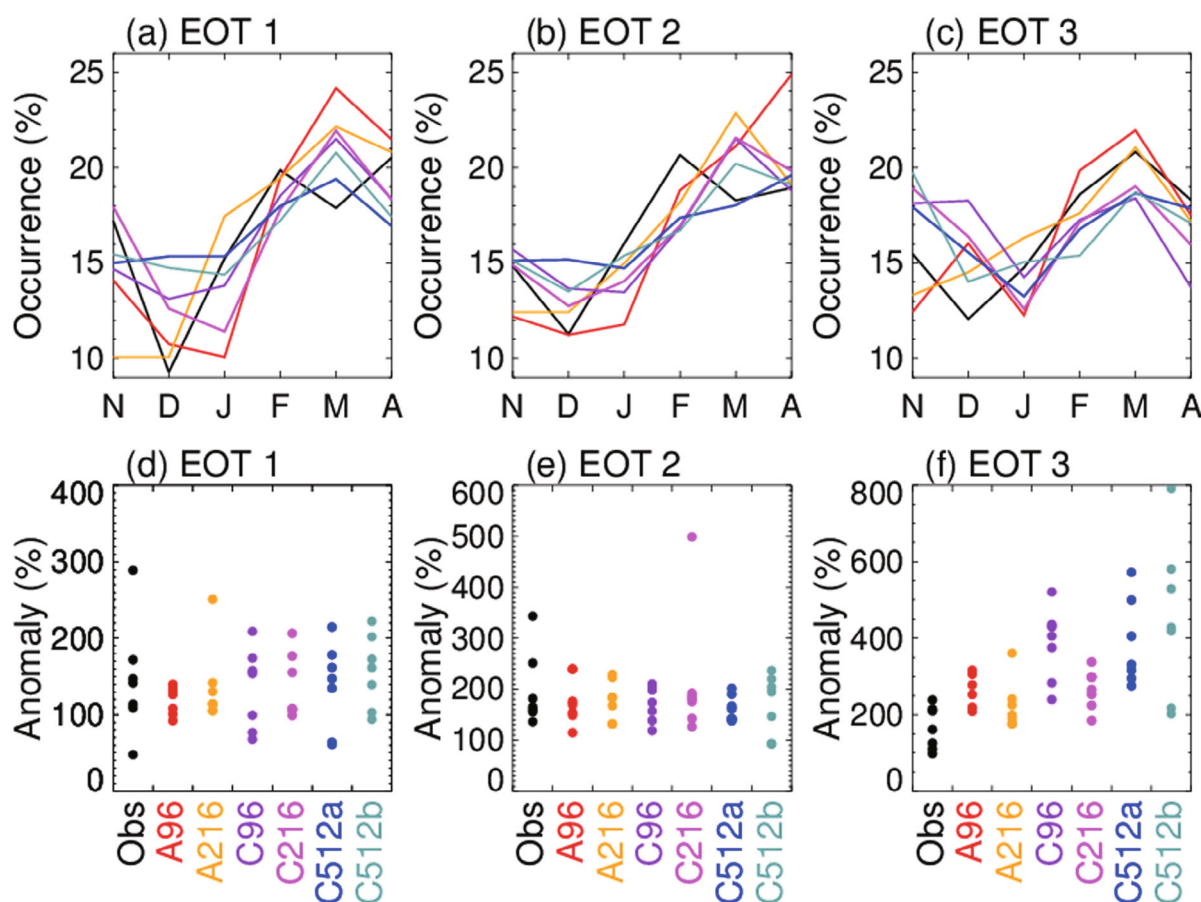 (a) EOT 1
(b) EOT 2
(c) EOT 3
Occurrence (%)
25
20
15
10
N D J F M A
Occurrence (%)
25
20
15
10
N D J F M A
Occurrence (%)
25
20
15
10
N D J F M A
(d) EOT 1
(e) EOT 2
(f) EOT 3
Anomaly (%)
400
300
200
100
0
Obs
A96
A216
C96
C216
C512a
C512b
Anomaly (%)
600
500
400
300
200
100
0
Obs
A96
A216
C96
C216
C512a
C512b
Anomaly (%)
800
600
400
200
0
Obs
A96
A216
C96
C216
C512a
C512b